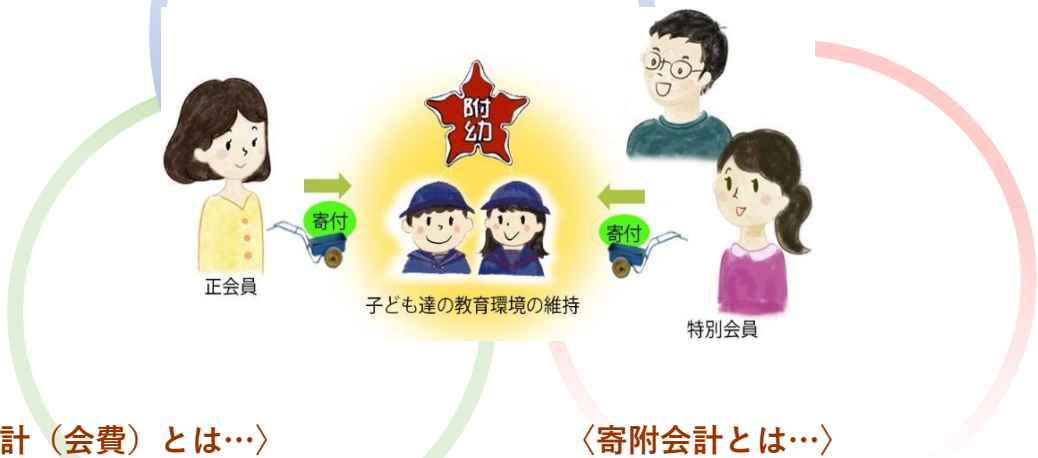 附
幼
寄付
寄付
正会員
子ども達の教育環境の維持
特別会員
計（会費）とは…〉
〈寄附会計とは…〉